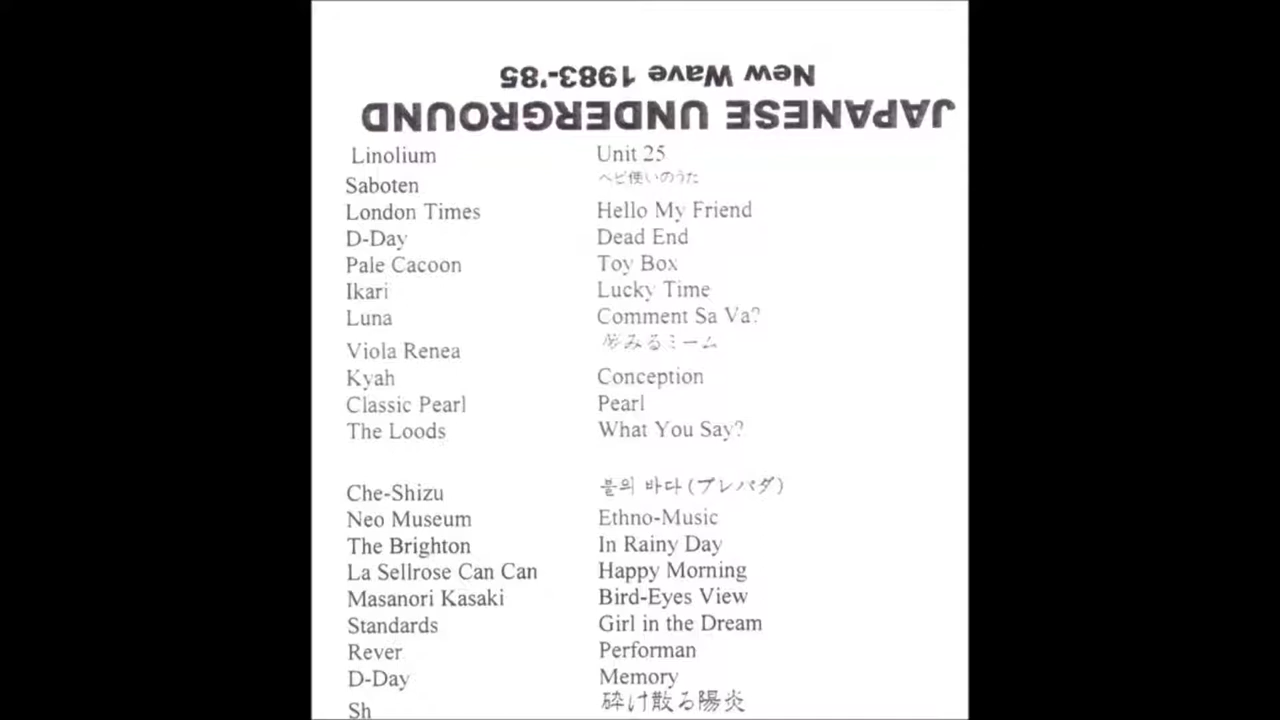 JAPANESE UNDERGROUND
New Wave 1983-'85
Linolium Unit 25
Saboten ヘビ使いのうた
London Times Hello My Friend
D-Day Dead End
Pale Cacoon Toy Box
Ikari Lucky Time
Luna Comment Sa Va?
Viola Renea 夢みるミーム
Kyah Conception
Classic Pearl Pearl
The Loods What You Say?
Che-Shizu 불의 바다(プレパダ)
Neo Museum Ethno-Music
The Brighton In Rainy Day
La Sellrose Can Can Happy Morning
Masanori Kasaki Bird-Eyes View
Standards Girl in the Dream
Rever Performan
D-Day Memory
Sh 砕け散る陽炎